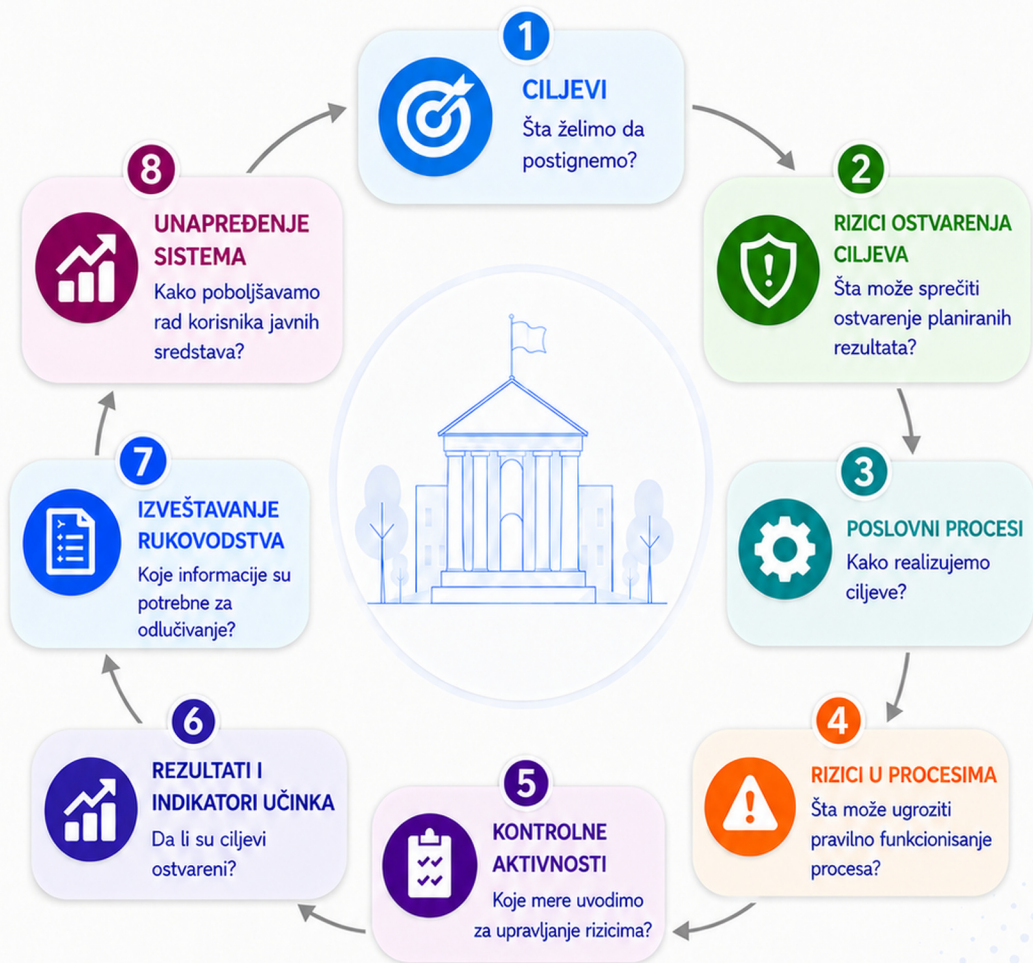 1
CILJEVI
Šta želimo da
postignemo?
2
RIZICI OSTVARENJA
CILJEVA
Šta može sprečiti
ostvarenje planiranih
rezultata?
3
POSLOVNI PROCESI
Kako realizujemo
ciljeve?
4
RIZICI U PROCESIMA
Šta može ugroziti
pravilno funkcionisanje
procesa?
5
KONTROLNE
AKTIVNOSTI
Koje mere uvodimo
za upravljanje rizicima?
6
REZULTATI I
INDIKATORI UČINKA
Da li su ciljevi
ostvareni?
7
IZVEŠTAVANJE
RUKOVODSTVA
Koje informacije su
potrebne za
odlučivanje?
8
UNAPREĐENJE
SISTEMA
Kako poboljšavamo
rad korisnika javnih
sredstava?